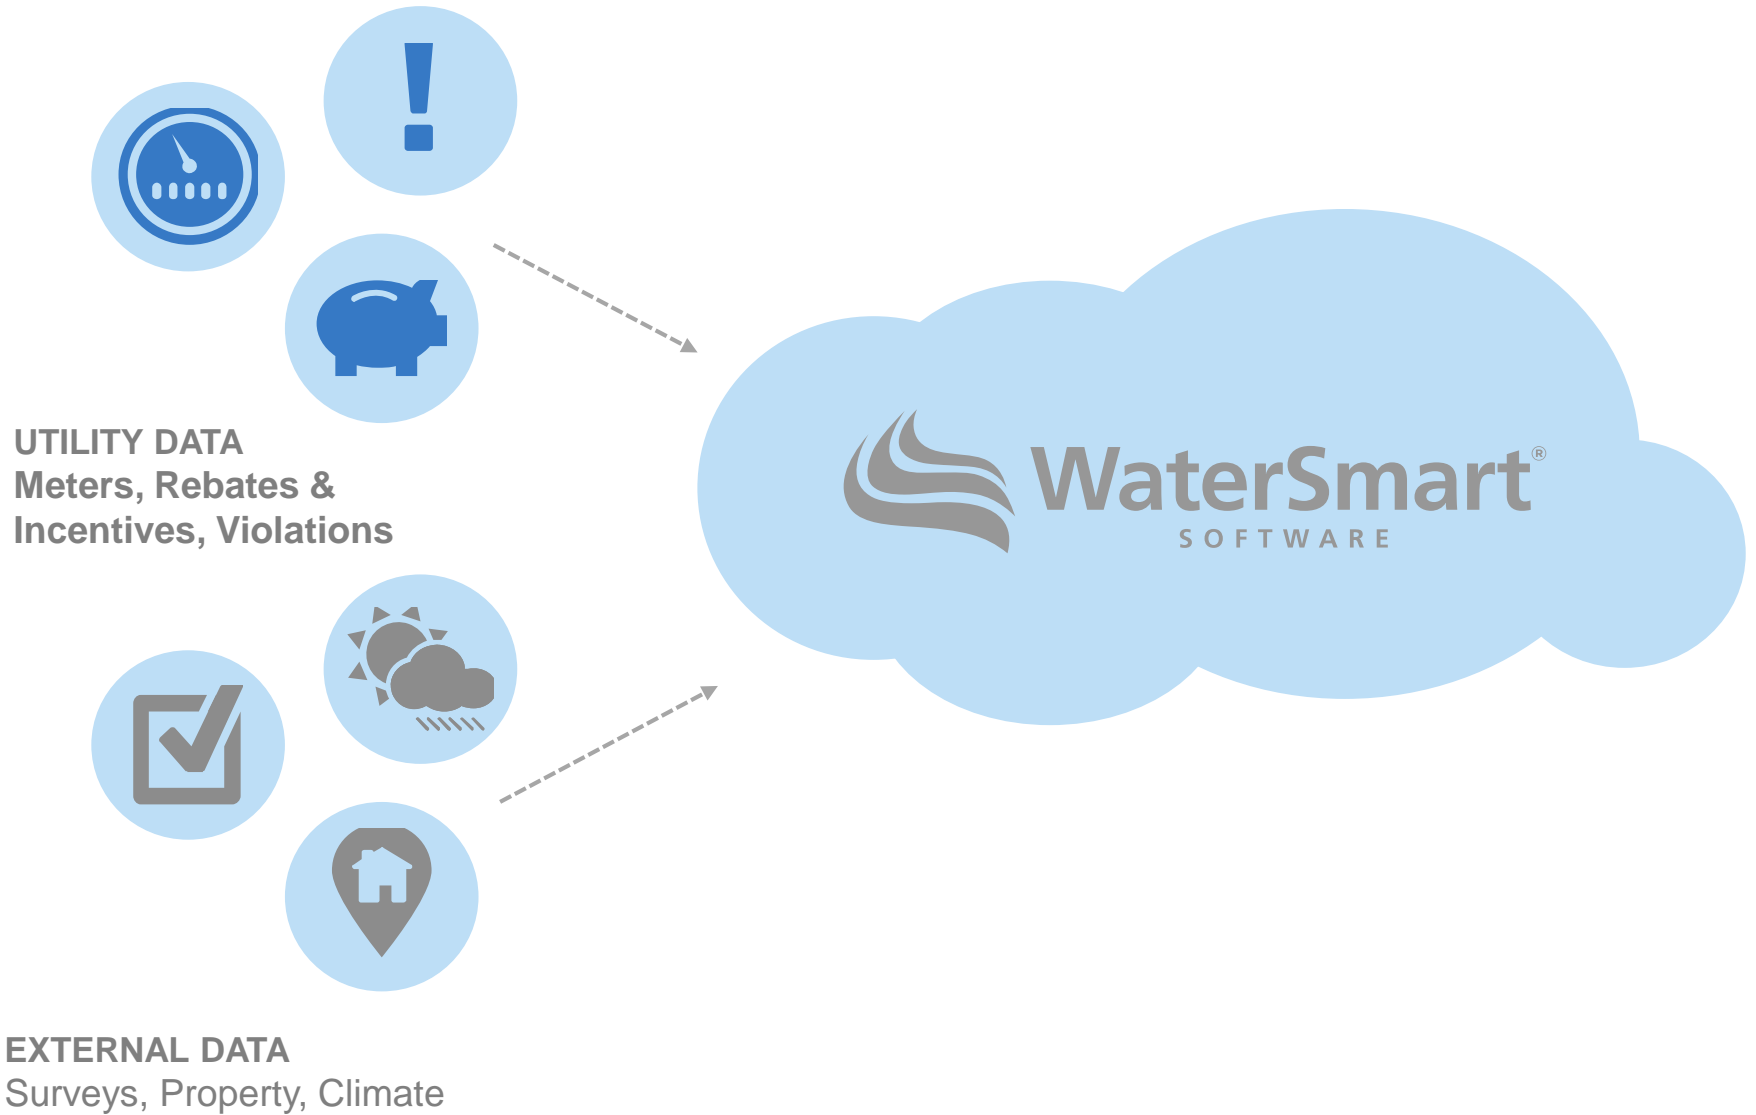 UTILITY DATA
Meters, Rebates &
Incentives, Violations
WaterSmart®
SOFTWARE
EXTERNAL DATA
Surveys, Property, Climate